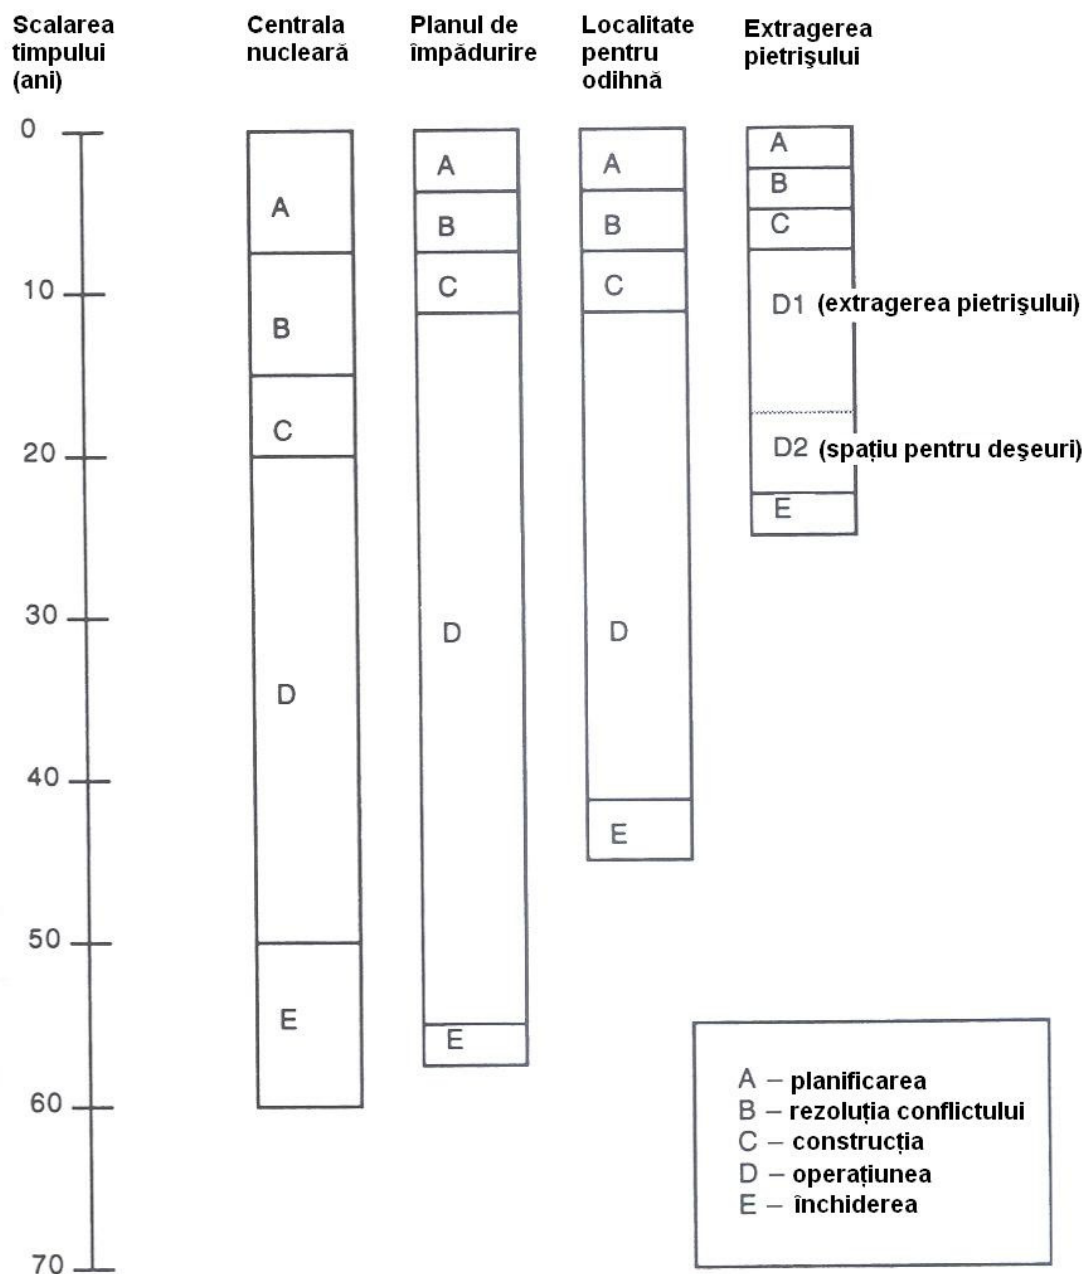 Scalarea
timpului
(ani)
Centrala
nucleară
Planul de
împădurire
Localitate
pentru
odihnă
Extragerea
pietrişului
0
10
20
30
40
50
60
70
A
B
C
D
E
A
B
C
D
E
A
B
C
D
E
A
B
C
D1 (extragerea pietrişului)
D2 (spațiu pentru deşeuri)
E
A – planificarea
B – rezoluția conflictului
C – construcția
D – operațiunea
E – închiderea